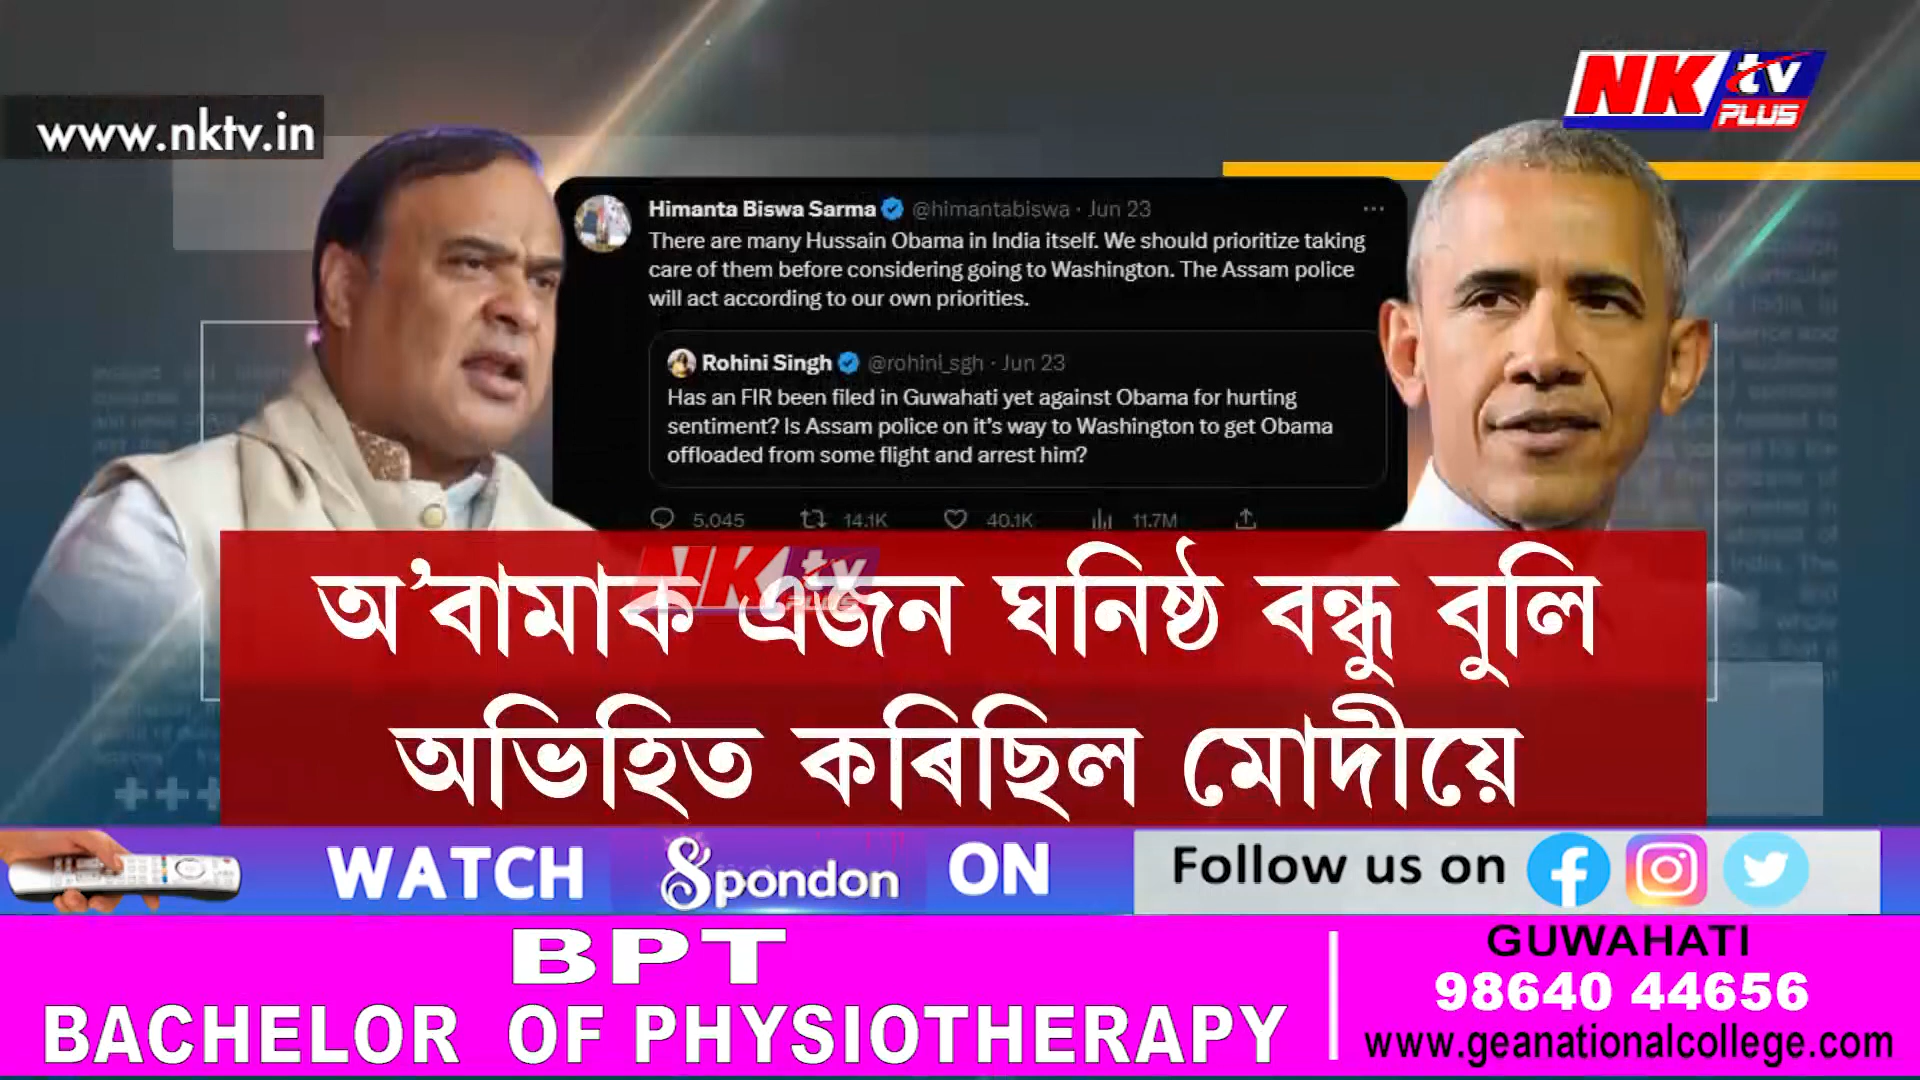 NK tv PLUS
www.nktv.in
Himanta Biswa Sarma @himantabiswa · Jun 23 ...
There are many Hussain Obama in India itself. We should prioritize taking
care of them before considering going to Washington. The Assam police
will act according to our own priorities.
Rohini Singh @rohini_sgh · Jun 23
Has an FIR been filed in Guwahati yet against Obama for hurting
sentiment? Is Assam police on it's way to Washington to get Obama
offloaded from some flight and arrest him?
5,045 14.1K 40.1K 11.7M
NK tv PLUS
অ'বামাক এজন ঘনিষ্ঠ বন্ধু বুলি
অভিহিত কৰিছিল মোদীয়ে
WATCH Spondon ON
Follow us on
BPT
BACHELOR OF PHYSIOTHERAPY
GUWAHATI
98640 44656
www.geanationalcollege.com